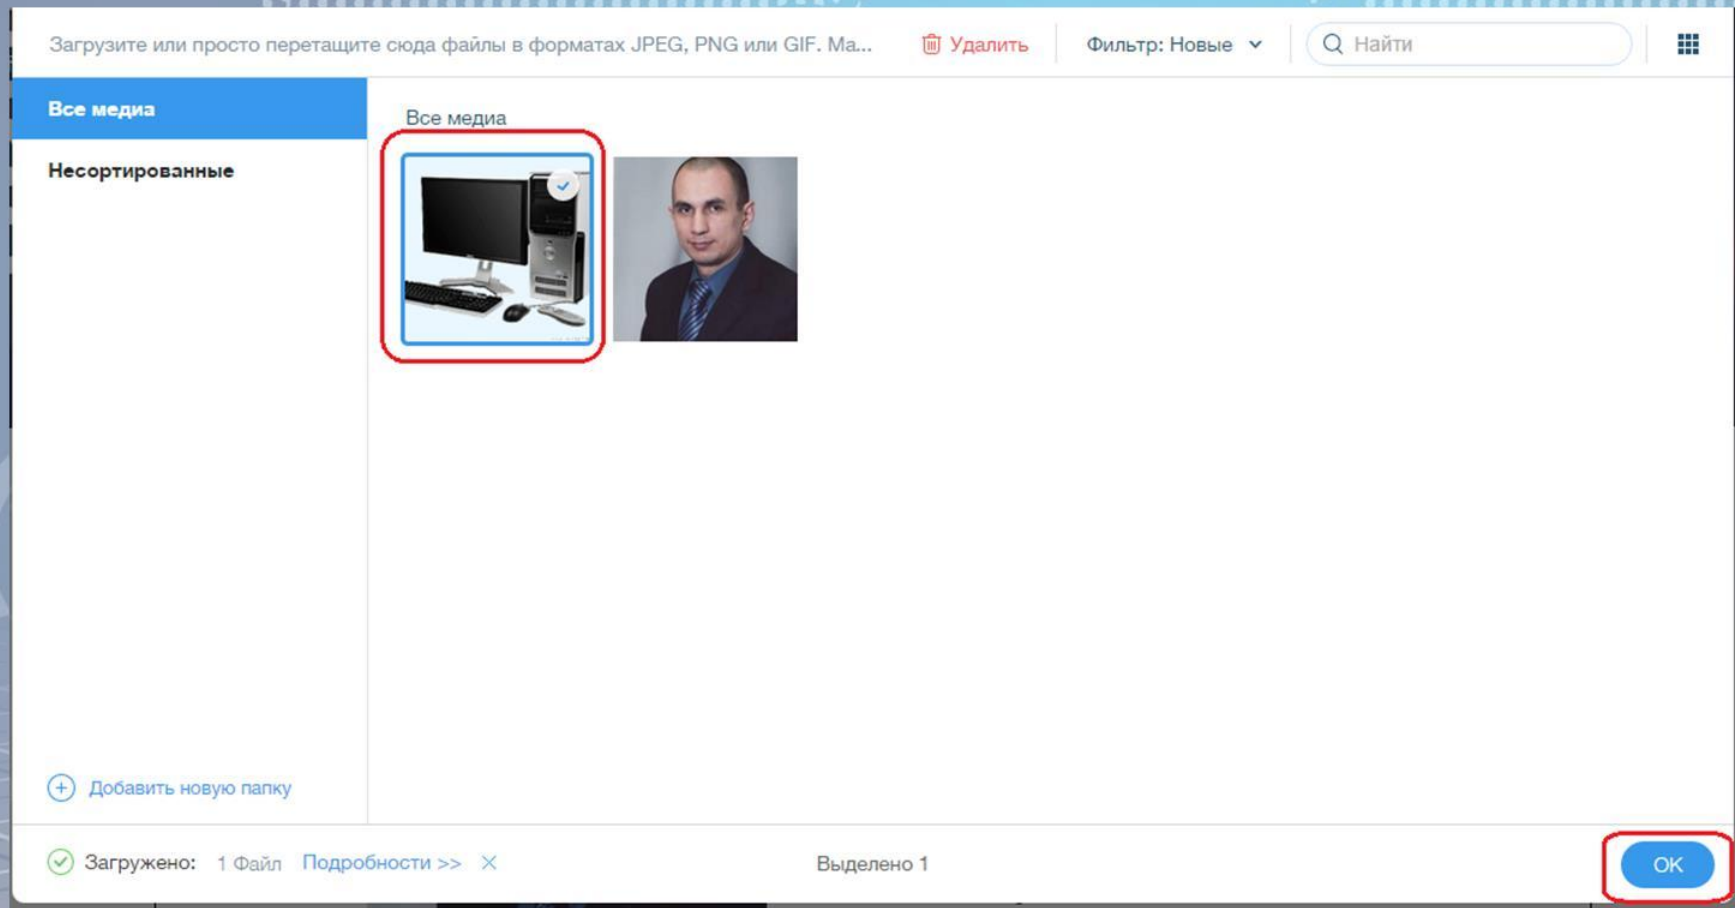 Загрузите или просто перетащите сюда файлы в форматах JPEG, PNG или GIF. Ма...
Удалить
Фильтр: Новые
Найти
Все медиа
Несортированные
Все медиа
Добавить новую папку
Загружено: 1 Файл Подробности >>
Выделено 1
OK